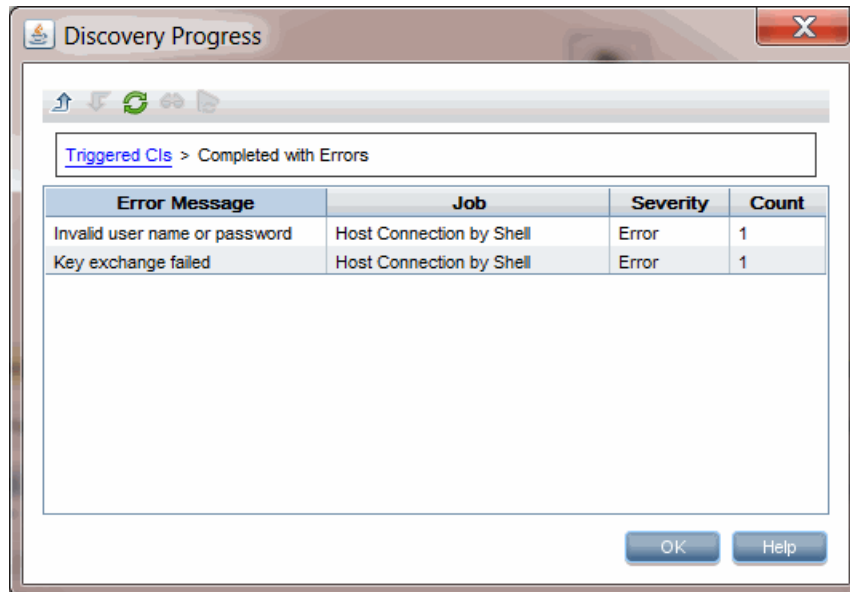 Discovery Progress
X
Triggered CIs > Completed with Errors
Error Message Job Severity Count
Invalid user name or password Host Connection by Shell Error 1
Key exchange failed Host Connection by Shell Error 1
OK Help